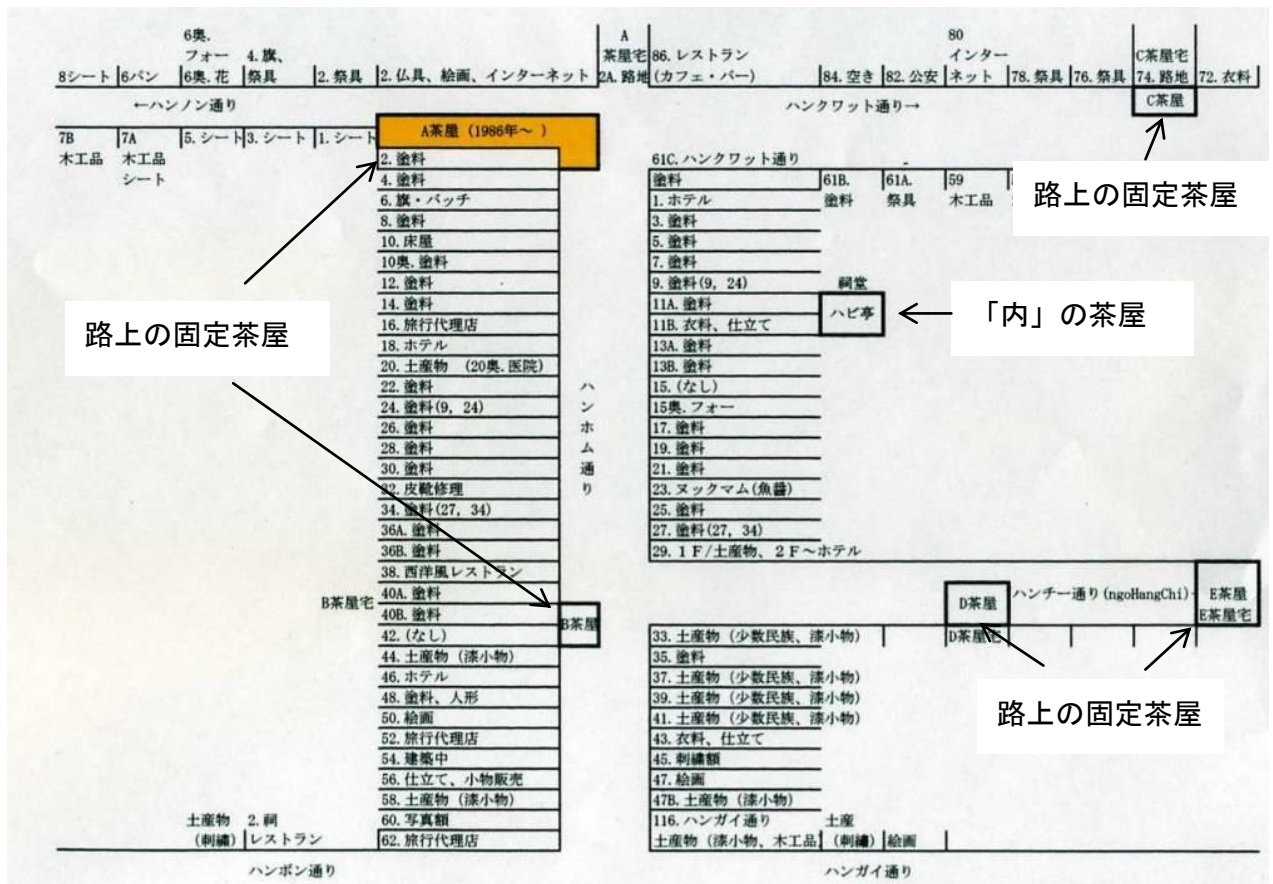 6奥.
フォー
6奥. 花
4. 旗、
祭具
8シート
6パン
2. 祭具
2. 仏具、絵画、インターネット
A
茶屋宅
2A. 路地
86. レストラン
(カフェ・バー)
84. 空き
82. 公安
80
インター
ネット
78. 祭具
76. 祭具
C茶屋宅
74. 路地
72. 衣料
←ハンノン通り
ハンクワット通り→
C茶屋
7B
木工品
7A
木工品
シート
5. シート
3. シート
1. シート
A茶屋 (1986年～ )
路上の固定茶屋
2. 塗料
4. 塗料
6. 旗・バッチ
8. 塗料
10. 床屋
10奥. 塗料
12. 塗料
14. 塗料
16. 旅行代理店
18. ホテル
20. 土産物 (20奥. 医院)
22. 塗料
24. 塗料(9, 24)
26. 塗料
28. 塗料
30. 塗料
32. 皮靴修理
34. 塗料(27, 34)
36A. 塗料
36B. 塗料
38. 西洋風レストラン
40A. 塗料
40B. 塗料
42. (なし)
44. 土産物 (漆小物)
46. ホテル
48. 塗料、人形
50. 絵画
52. 旅行代理店
54. 建築中
56. 仕立て、小物販売
58. 土産物 (漆小物)
60. 写真額
62. 旅行代理店
路上の固定茶屋
B茶屋宅
B茶屋
土産物
(刺繍)
2. 祠
レストラン
ハンボン通り
ハンホム通り
61C. ハンクワット通り
塗料
61B.
塗料
61A.
祭具
59
木工品
1. ホテル
3. 塗料
5. 塗料
7. 塗料
9. 塗料(9, 24)
11A. 塗料
11B. 衣料、仕立て
13A. 塗料
13B. 塗料
15. (なし)
15奥. フォー
17. 塗料
19. 塗料
21. 塗料
23. ヌックマム(魚醤)
25. 塗料
27. 塗料(27, 34)
29. 1F/土産物、2F～ホテル
祠堂
ハビ亭
「内」の茶屋
D茶屋
ハンチー通り(ngoHangChi)
E茶屋
E茶屋宅
33. 土産物 (少数民族、漆小物)
D茶屋宅
35. 塗料
37. 土産物 (少数民族、漆小物)
39. 土産物 (少数民族、漆小物)
41. 土産物 (少数民族、漆小物)
43. 衣料、仕立て
45. 刺繍額
47. 絵画
47B. 土産物 (漆小物)
116. ハンガイ通り
土産物 (漆小物、木工品)
土産
(刺繍)
絵画
路上の固定茶屋
ハンガイ通り